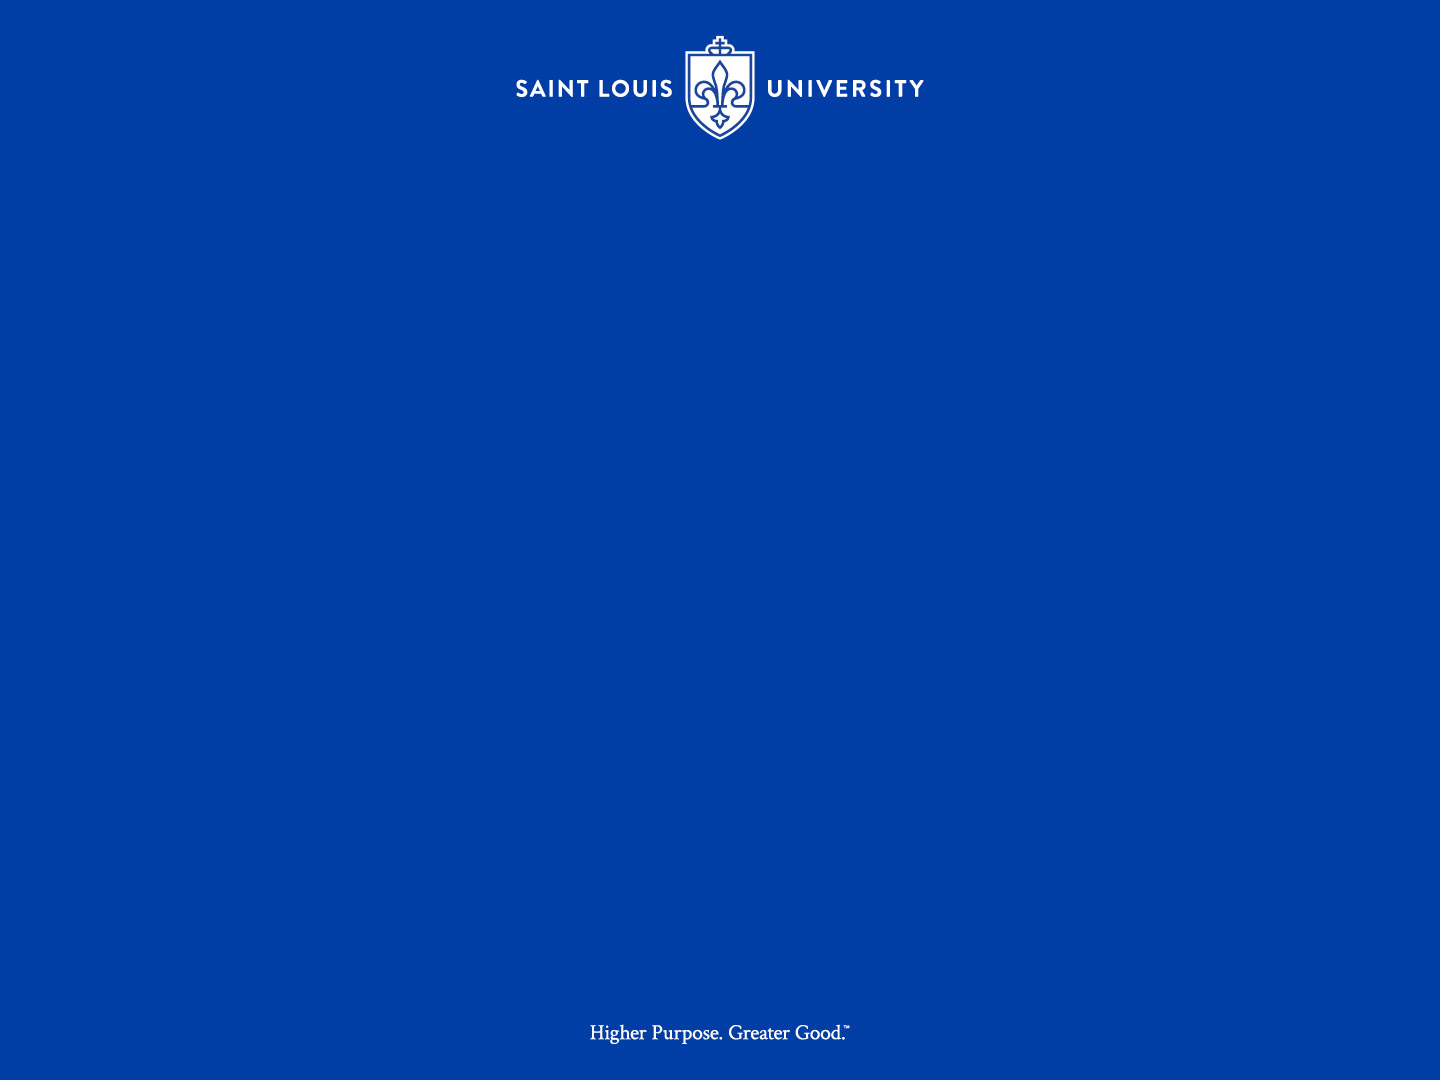 SAINT LOUIS UNIVERSITY
Higher Purpose. Greater Good.™